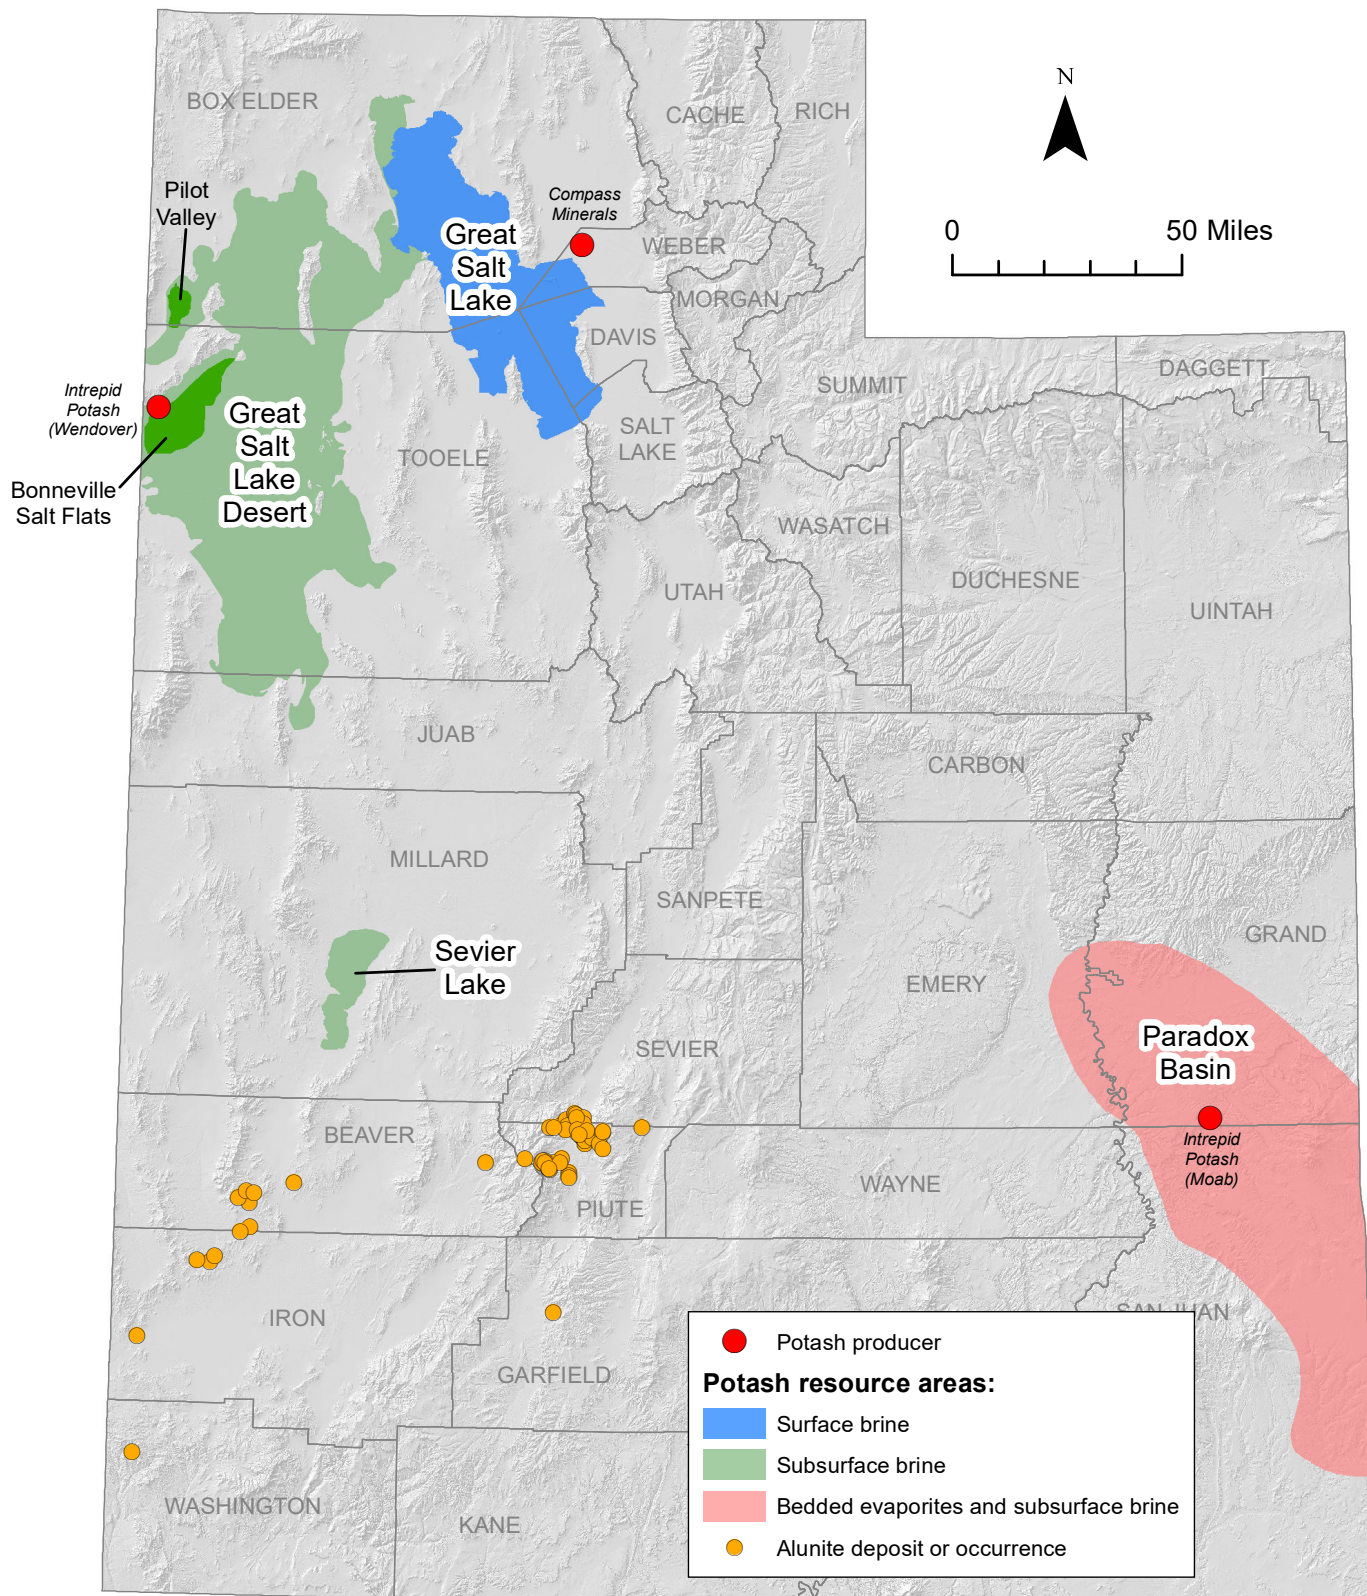 N
0
50 Miles
BOX ELDER
CACHE
RICH
Pilot
Valley
Compass
Minerals
Great
Salt
Lake
WEBER
MORGAN
DAVIS
DAGGETT
SUMMIT
Intrepid
Potash
(Wendover)
Great
Salt
Lake
Desert
SALT
LAKE
TOOELE
Bonneville
Salt Flats
WASATCH
DUCHESNE
UTAH
UINTAH
JUAB
CARBON
MILLARD
SANPETE
GRAND
Sevier
Lake
EMERY
SEVIER
Paradox
Basin
BEAVER
Intrepid
Potash
(Moab)
WAYNE
PIUTE
IRON
SAN JUAN
GARFIELD
WASHINGTON
KANE
Potash producer
Potash resource areas:
Surface brine
Subsurface brine
Bedded evaporites and subsurface brine
Alunite deposit or occurrence